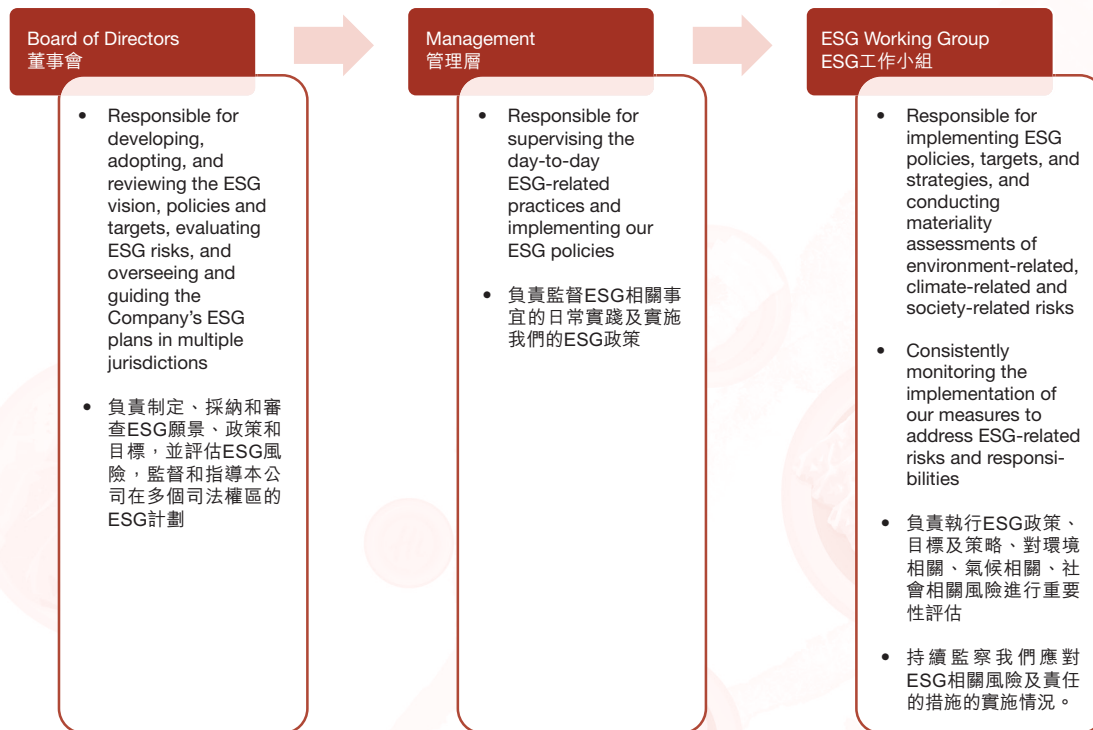 Board of Directors
董事會
• Responsible for
developing,
adopting, and
reviewing the ESG
vision, policies and
targets, evaluating
ESG risks, and
overseeing and
guiding the
Company's ESG
plans in multiple
jurisdictions
• 負責制定、採納和審
查ESG願景、政策和
目標，並評估ESG風
險，監督和指導本公
司在多個司法權區的
ESG計劃
Management
管理層
• Responsible for
supervising the
day-to-day
ESG-related
practices and
implementing our
ESG policies
• 負責監督ESG相關事
宜的日常實踐及實施
我們的ESG政策
ESG Working Group
ESG工作小組
• Responsible for
implementing ESG
policies, targets, and
strategies, and
conducting
materiality
assessments of
environment-related,
climate-related and
society-related risks
• Consistently
monitoring the
implementation of
our measures to
address ESG-related
risks and responsi-
bilities
• 負責執行ESG政策、
目標及策略、對環境
相關、氣候相關、社
會相關風險進行重要
性評估
• 持續監察我們應對
ESG相關風險及責任
的措施的實施情況。